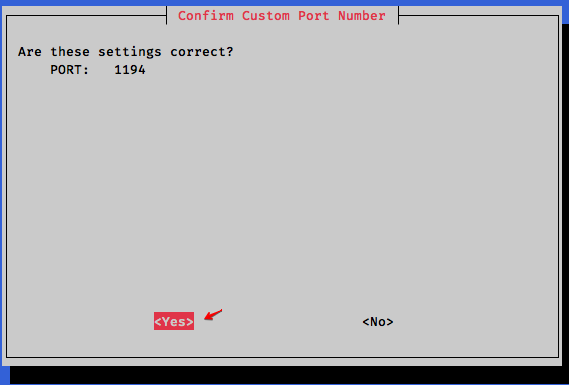 Confirm Custom Port Number
Are these settings correct?
PORT: 1194
<Yes> <No>